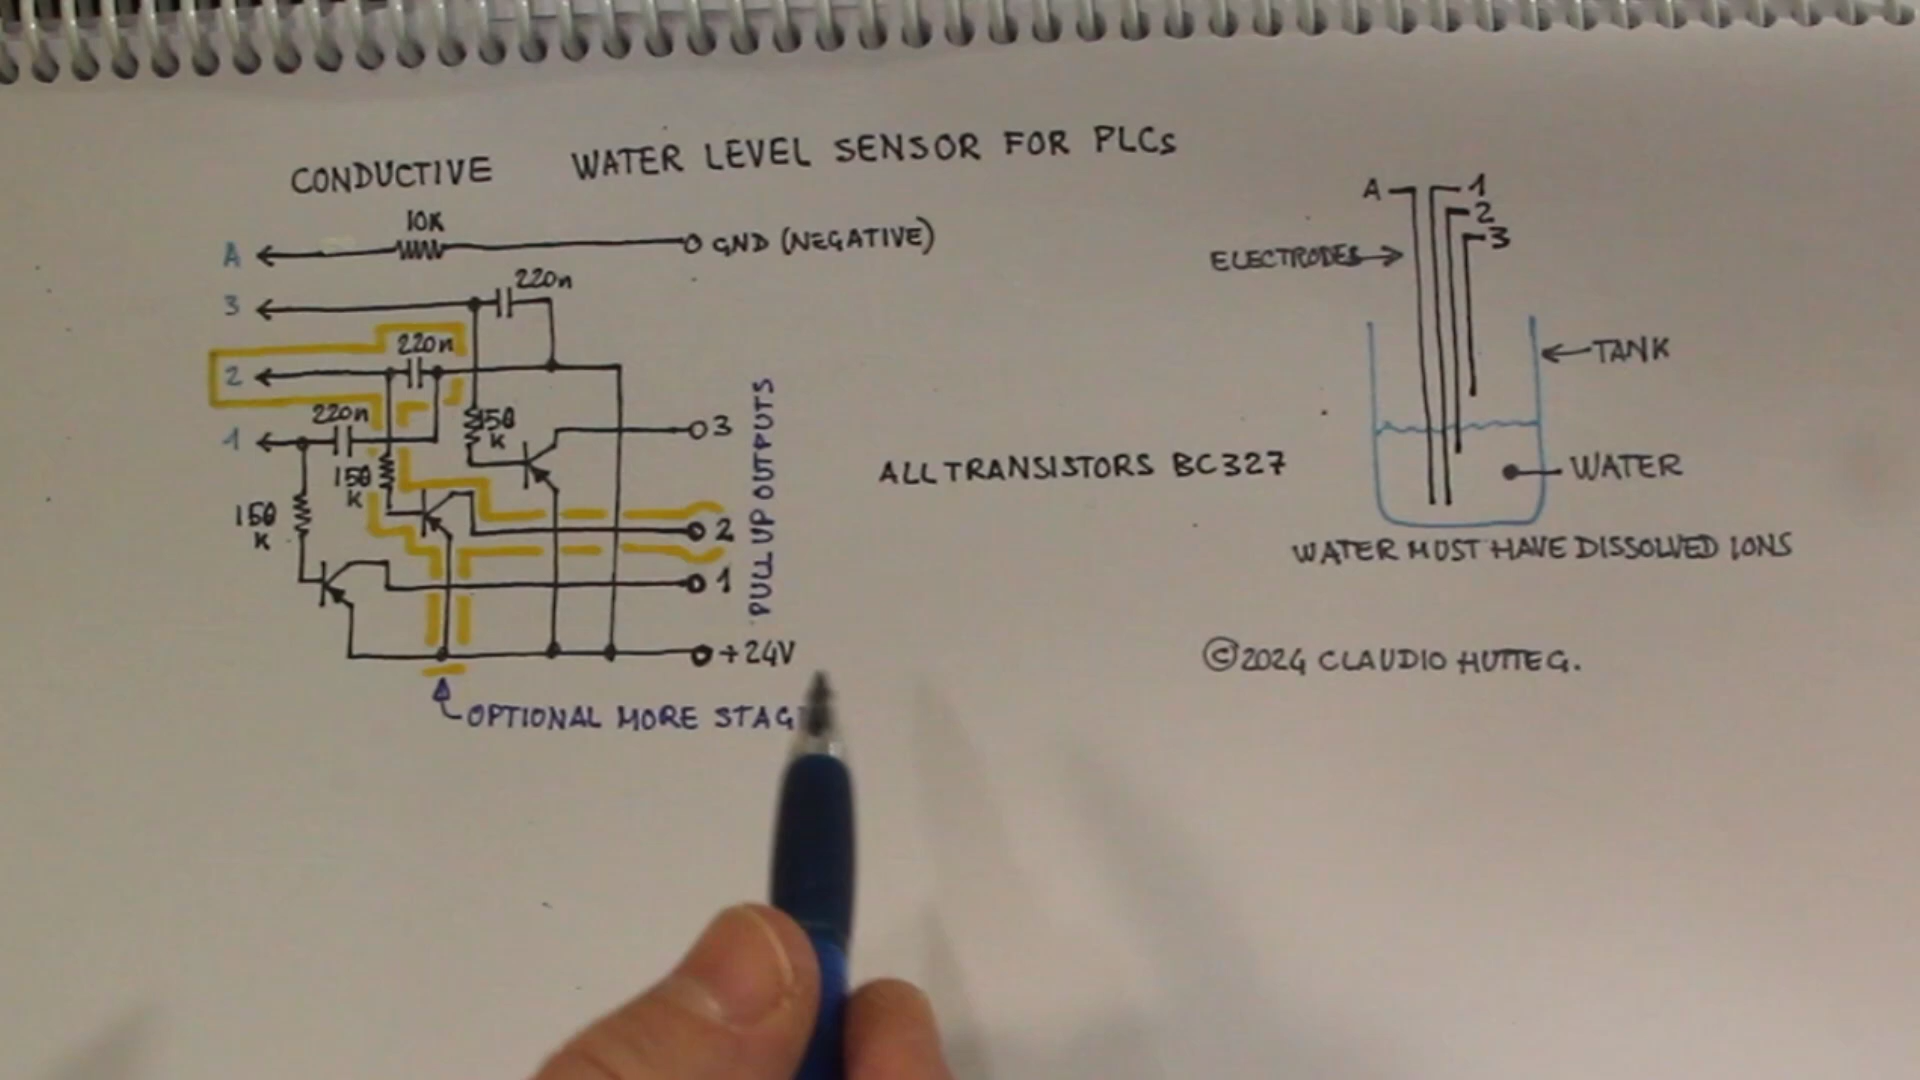 CONDUCTIVE WATER LEVEL SENSOR FOR PLCs
10K
A GND (NEGATIVE)
220n
3
220n
2
220n
1
150 K
150 K
150 K
3
2
1
+24V
PULL UP OUTPUTS
OPTIONAL MORE
ALL TRANSISTORS BC327
A 1
2
3
ELECTRODES
TANK
WATER
WATER MUST HAVE DISSOLVED IONS
©2024 CLAUDIO HUTTE G.